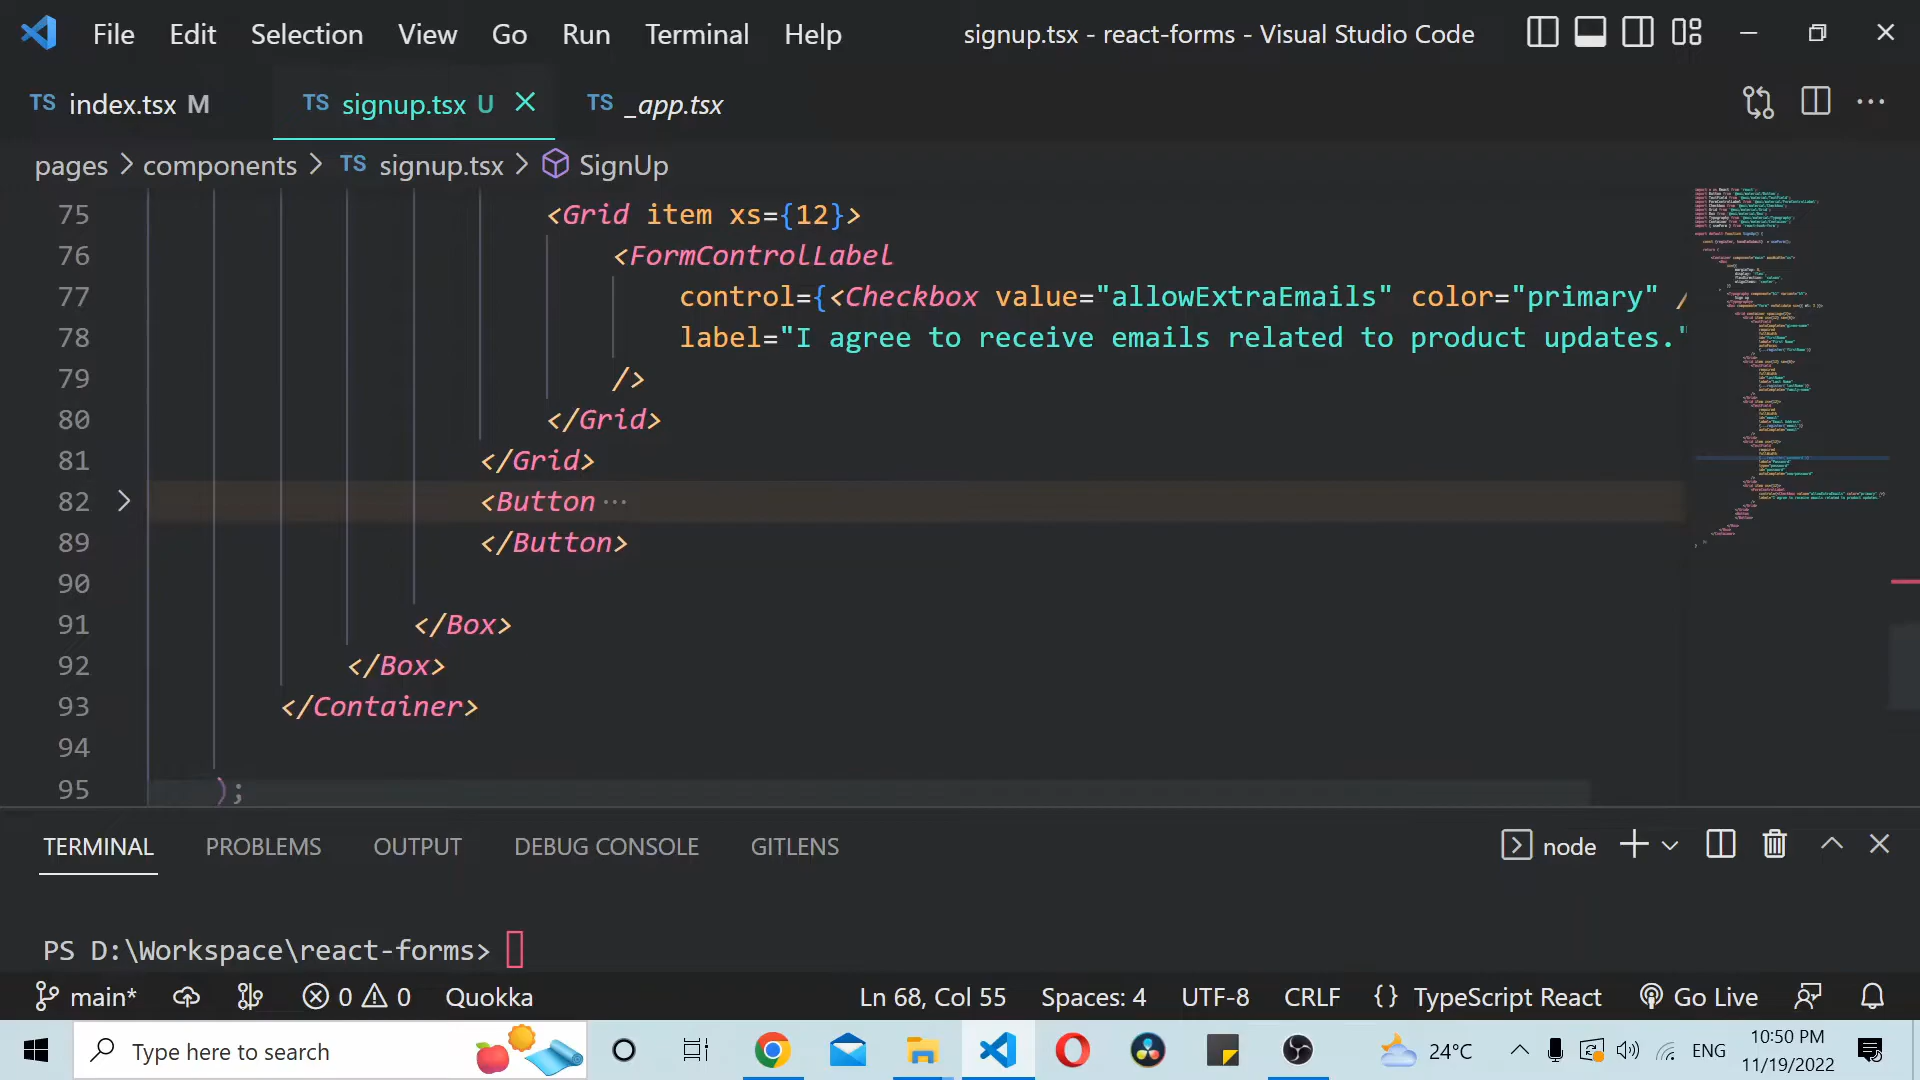 File Edit Selection View Go Run Terminal Help signup.tsx - react-forms - Visual Studio Code
TS index.tsx M TS signup.tsx U TS _app.tsx
pages > components > TS signup.tsx > SignUp
75 <Grid item xs={12}>
76 <FormControlLabel
77 control={<Checkbox value="allowExtraEmails" color="primary" /
78 label="I agree to receive emails related to product updates."
79 />
80 </Grid>
81 </Grid>
82 <Button ···
89 </Button>
90
91 </Box>
92 </Box>
93 </Container>
94
95 );
TERMINAL PROBLEMS OUTPUT DEBUG CONSOLE GITLENS node
PS D:\Workspace\react-forms>
main* 0 0 Quokka Ln 68, Col 55 Spaces: 4 UTF-8 CRLF {} TypeScript React Go Live
Type here to search 24°C ENG 10:50 PM
11/19/2022